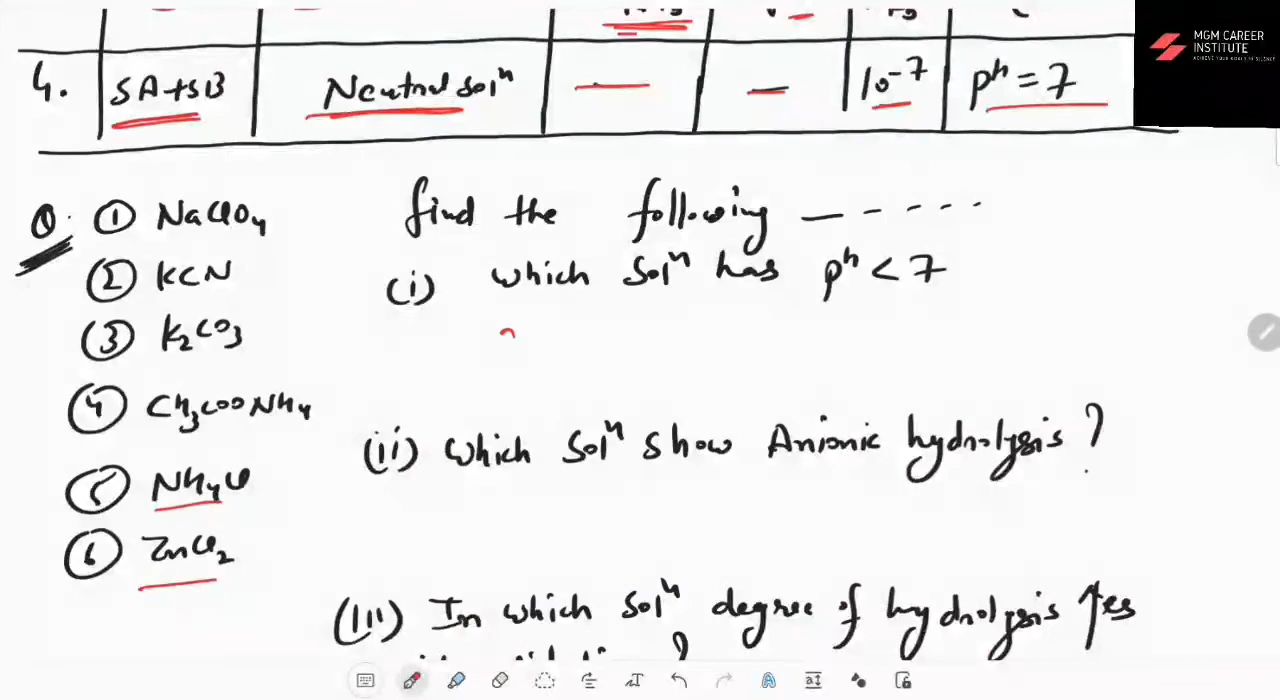 MGM CAREER
INSTITUTE
4. SA+SB Neutral solⁿ — — 10⁻⁷ pH = 7
Q. ① NaClO₄ find the following - - - - - -
② KCN (i) which solⁿ has pH < 7
③ K₂CO₃
④ CH₃COONH₄ (ii) which solⁿ show Anionic hydrolysis ?
⑤ NH₄Cl
⑥ ZnCl₂
(iii) In which solⁿ degree of hydrolysis ↑es
?